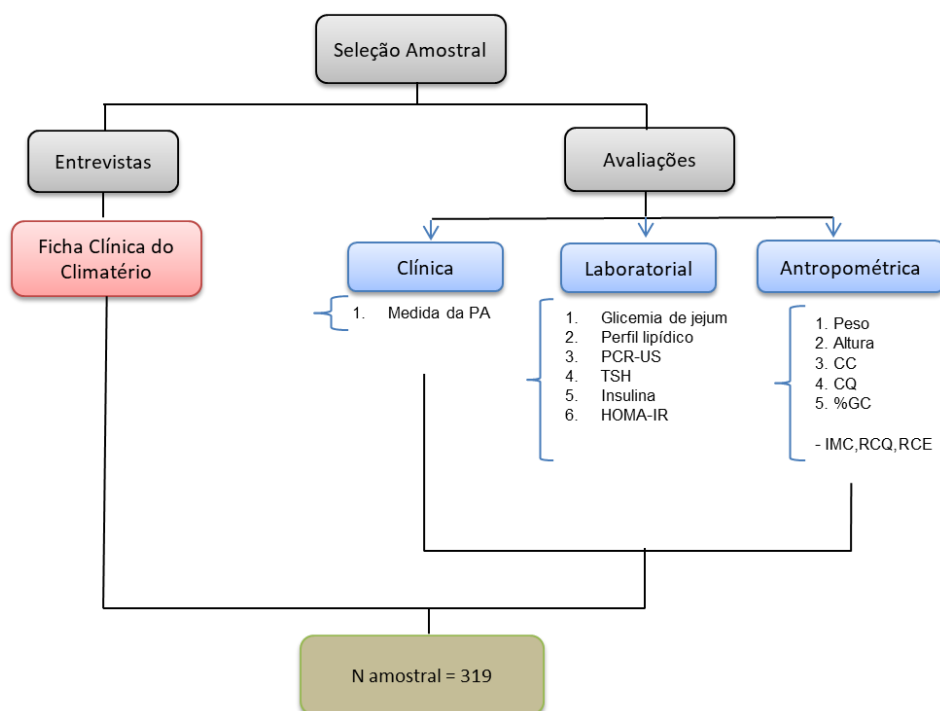 Seleção Amostral
Entrevistas
Avaliações
Ficha Clínica do
Climatério
Clínica
Laboratorial
Antropométrica
1. Medida da PA
1. Glicemia de jejum
2. Perfil lipídico
3. PCR-US
4. TSH
5. Insulina
6. HOMA-IR
1. Peso
2. Altura
3. CC
4. CQ
5. %GC
- IMC,RCQ,RCE
N amostral = 319